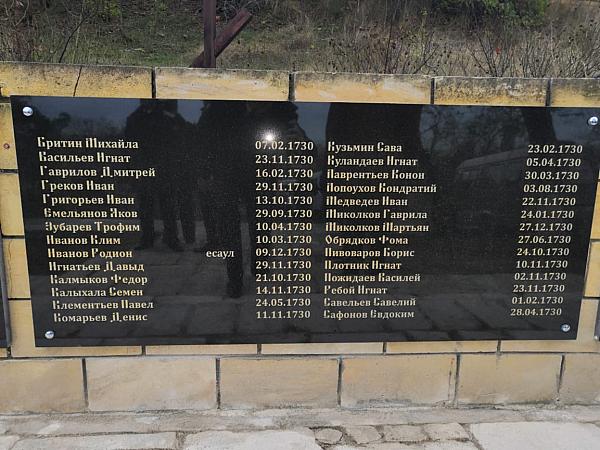 Бритин Михайла 07.02.1730
Васильев Игнат 23.11.1730
Гаврилов Дмитрей 16.02.1730
Греков Иван 29.11.1730
Григорьев Иван 13.10.1730
Емельянов Яков 29.09.1730
Зубарев Трофим 10.04.1730
Иванов Клим 10.03.1730
Иванов Родион есаул 09.12.1730
Игнатьев Давыд 29.11.1730
Калмыков Федор 21.10.1730
Калыхала Семен 14.11.1730
Клементьев Павел 24.05.1730
Комарьев Денис 11.11.1730
Кузьмин Сава 23.02.1730
Куландаев Игнат 05.04.1730
Лаврентьев Конон 30.03.1730
Лопоухов Кондратий 03.08.1730
Медведев Иван 22.11.1730
Миколков Гаврила 24.01.1730
Миколков Мартьян 27.12.1730
Обрядков Фома 27.06.1730
Пивоваров Борис 24.10.1730
Плотник Игнат 10.11.1730
Пожидаев Василей 02.11.1730
Ребой Игнат 23.11.1730
Савельев Савелий 01.02.1730
Сафонов Евдоким 28.04.1730